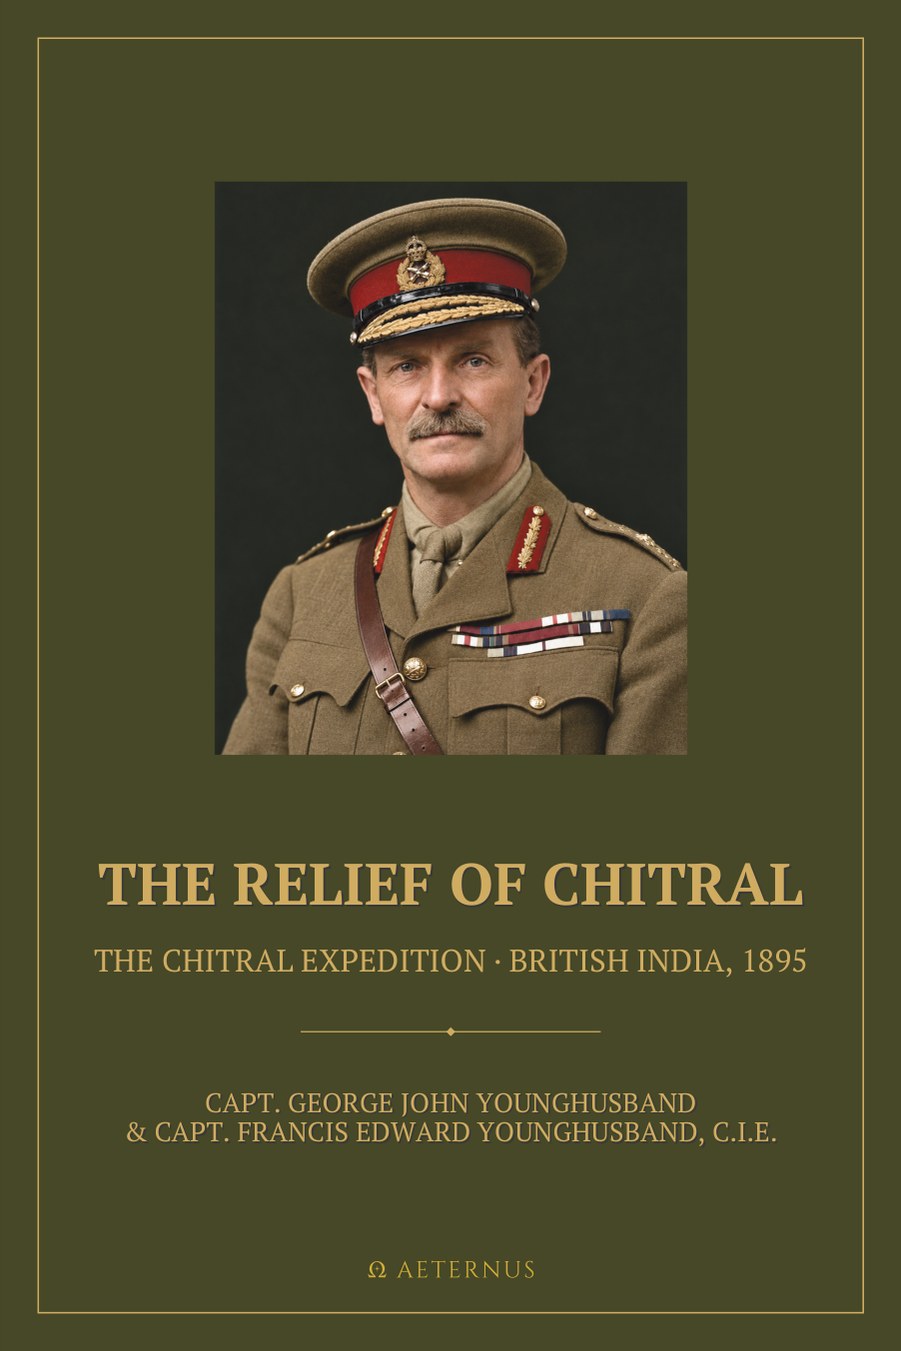 THE RELIEF OF CHITRAL
THE CHITRAL EXPEDITION · BRITISH INDIA, 1895
CAPT. GEORGE JOHN YOUNGHUSBAND
& CAPT. FRANCIS EDWARD YOUNGHUSBAND, C.I.E.
Ω AETERNUS